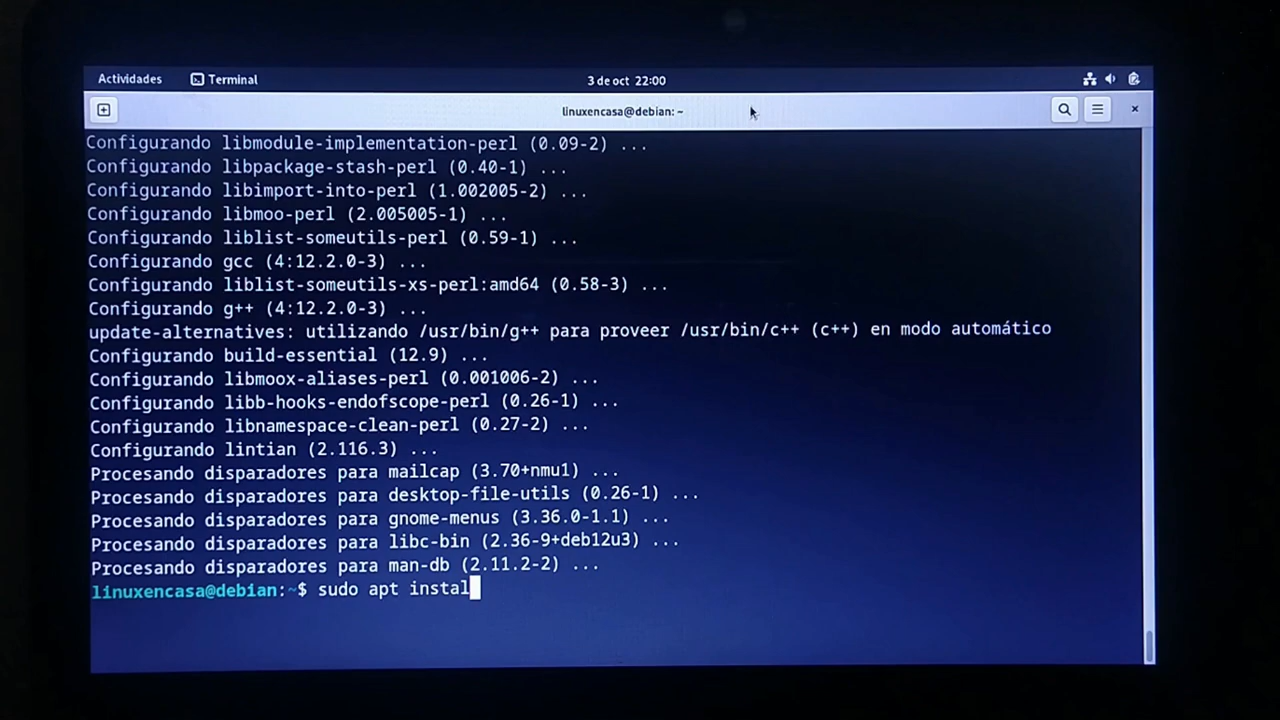 Actividades Terminal 3 de oct 22:00
linuxencasa@debian: ~
Configurando libmodule-implementation-perl (0.09-2) ...
Configurando libpackage-stash-perl (0.40-1) ...
Configurando libimport-into-perl (1.002005-2) ...
Configurando libmoo-perl (2.005005-1) ...
Configurando liblist-someutils-perl (0.59-1) ...
Configurando gcc (4:12.2.0-3) ...
Configurando liblist-someutils-xs-perl:amd64 (0.58-3) ...
Configurando g++ (4:12.2.0-3) ...
update-alternatives: utilizando /usr/bin/g++ para proveer /usr/bin/c++ (c++) en modo automático
Configurando build-essential (12.9) ...
Configurando libmoox-aliases-perl (0.001006-2) ...
Configurando libb-hooks-endofscope-perl (0.26-1) ...
Configurando libnamespace-clean-perl (0.27-2) ...
Configurando lintian (2.116.3) ...
Procesando disparadores para mailcap (3.70+nmu1) ...
Procesando disparadores para desktop-file-utils (0.26-1) ...
Procesando disparadores para gnome-menus (3.36.0-1.1) ...
Procesando disparadores para libc-bin (2.36-9+deb12u3) ...
Procesando disparadores para man-db (2.11.2-2) ...
linuxencasa@debian:~$ sudo apt instal